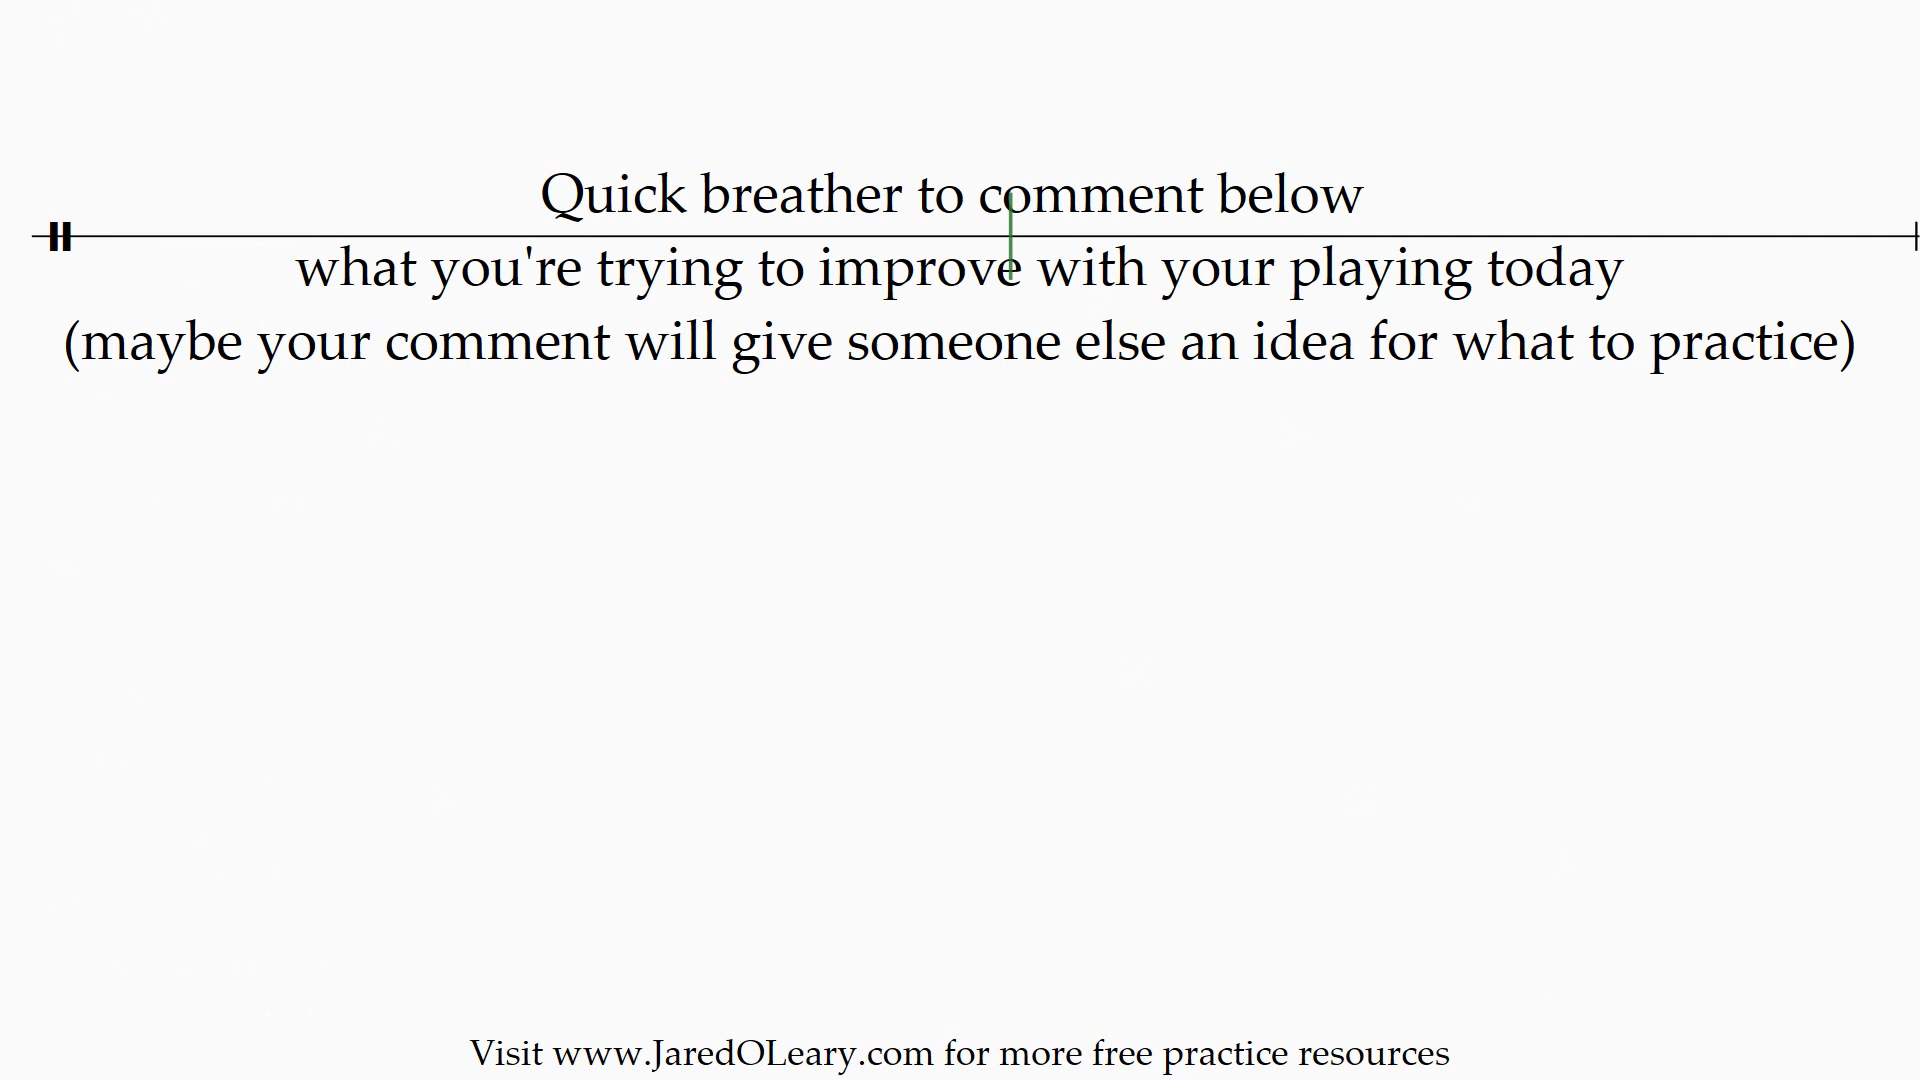 Quick breather to comment below
what you're trying to improve with your playing today
(maybe your comment will give someone else an idea for what to practice)
Visit www.JaredOLeary.com for more free practice resources